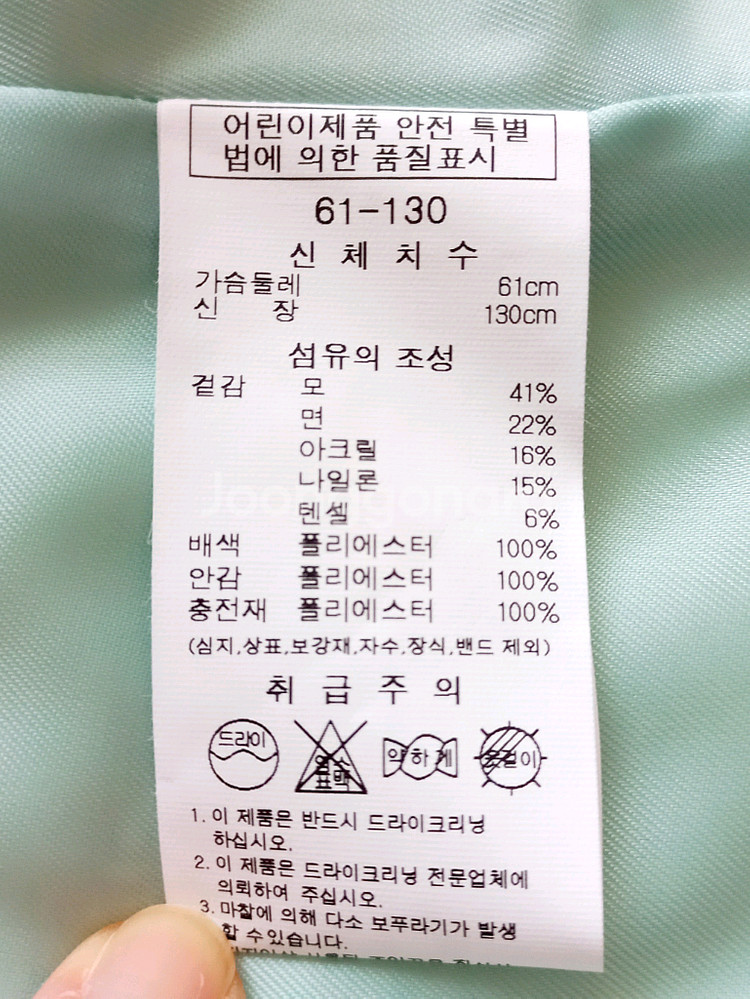 어린이제품 안전 특별
법에 의한 품질표시
61-130
신 체 치 수
가슴둘레 61cm
신 장 130cm
섬유의 조성
겉감 모 41%
면 22%
아크릴 16%
나일론 15%
텐셀 6%
배색 폴리에스터 100%
안감 폴리에스터 100%
충전재 폴리에스터 100%
(심지,상표,보강재,자수,장식,밴드 제외)
취 급 주 의
드라이 염소 표백 약하게 옷걸이
1. 이 제품은 반드시 드라이크리닝
하십시오.
2. 이 제품은 드라이크리닝 전문업체에
의뢰하여 주십시오.
3. 마찰에 의해 다소 보푸라기가 발생
할 수있습니다.